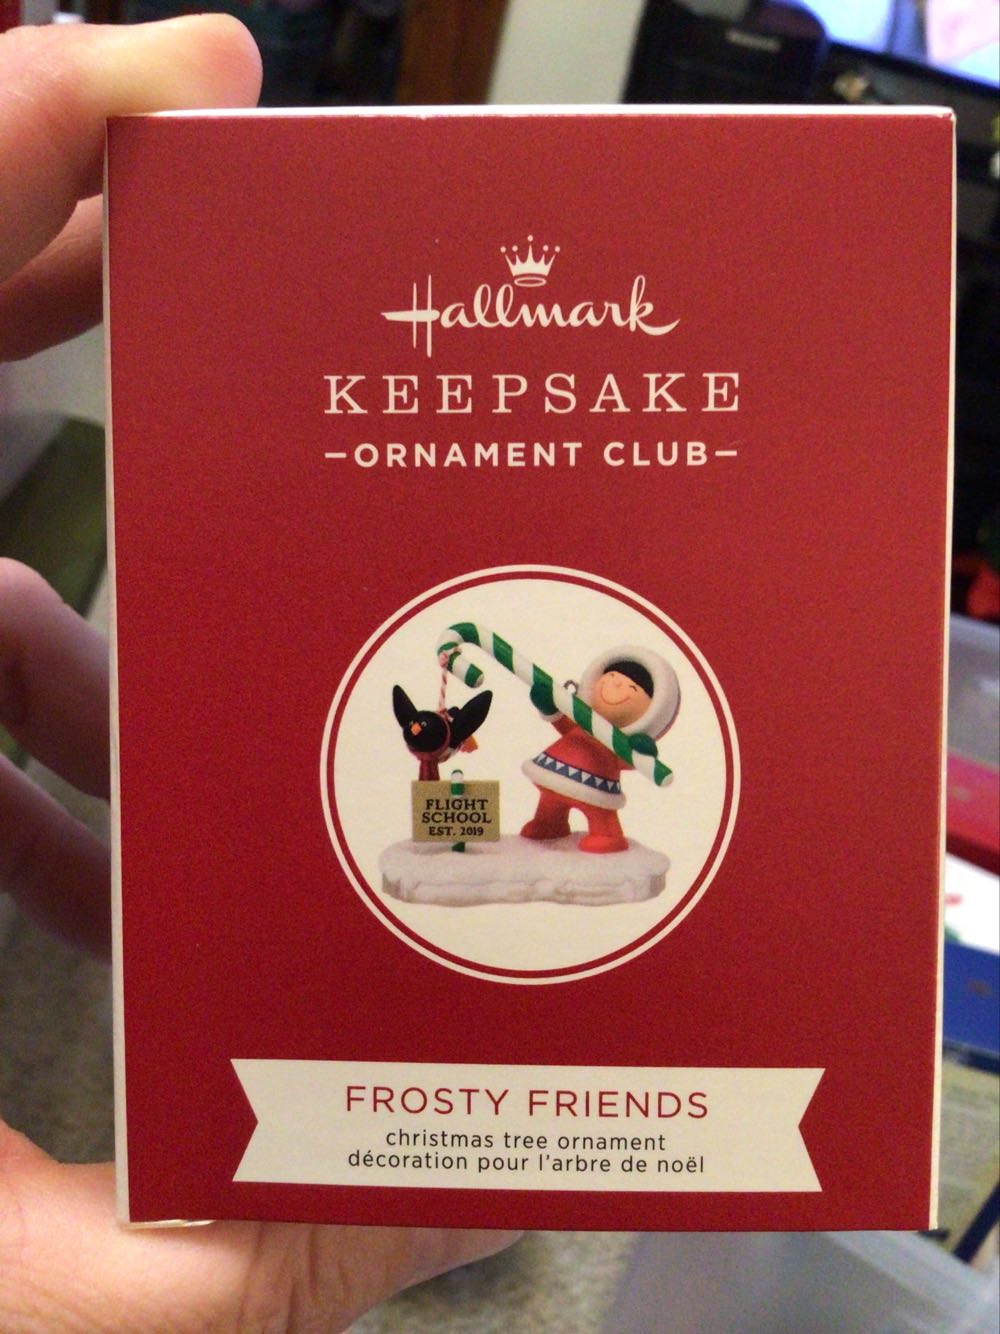 Hallmark
KEEPSAKE
–ORNAMENT CLUB–
FLIGHT
SCHOOL
EST. 2019
FROSTY FRIENDS
christmas tree ornament
décoration pour l'arbre de noël